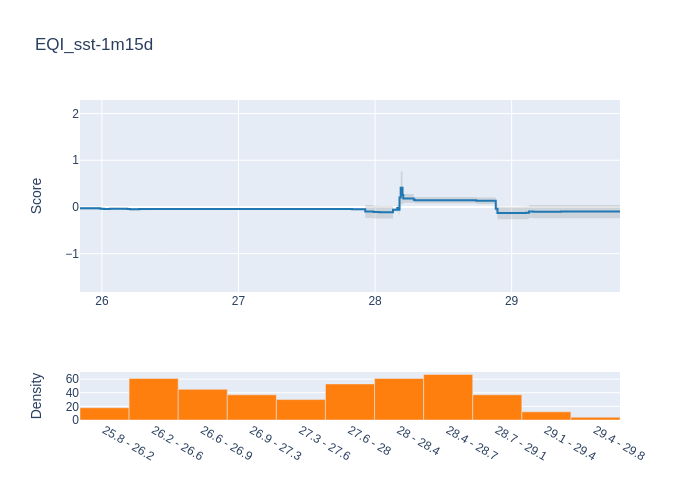 EQI_sst-1m15d
Score
2
1
0
−1
26
27
28
29
Density
60
40
20
0
25.8 - 26.2
26.2 - 26.6
26.6 - 26.9
26.9 - 27.3
27.3 - 27.6
27.6 - 28
28 - 28.4
28.4 - 28.7
28.7 - 29.1
29.1 - 29.4
29.4 - 29.8